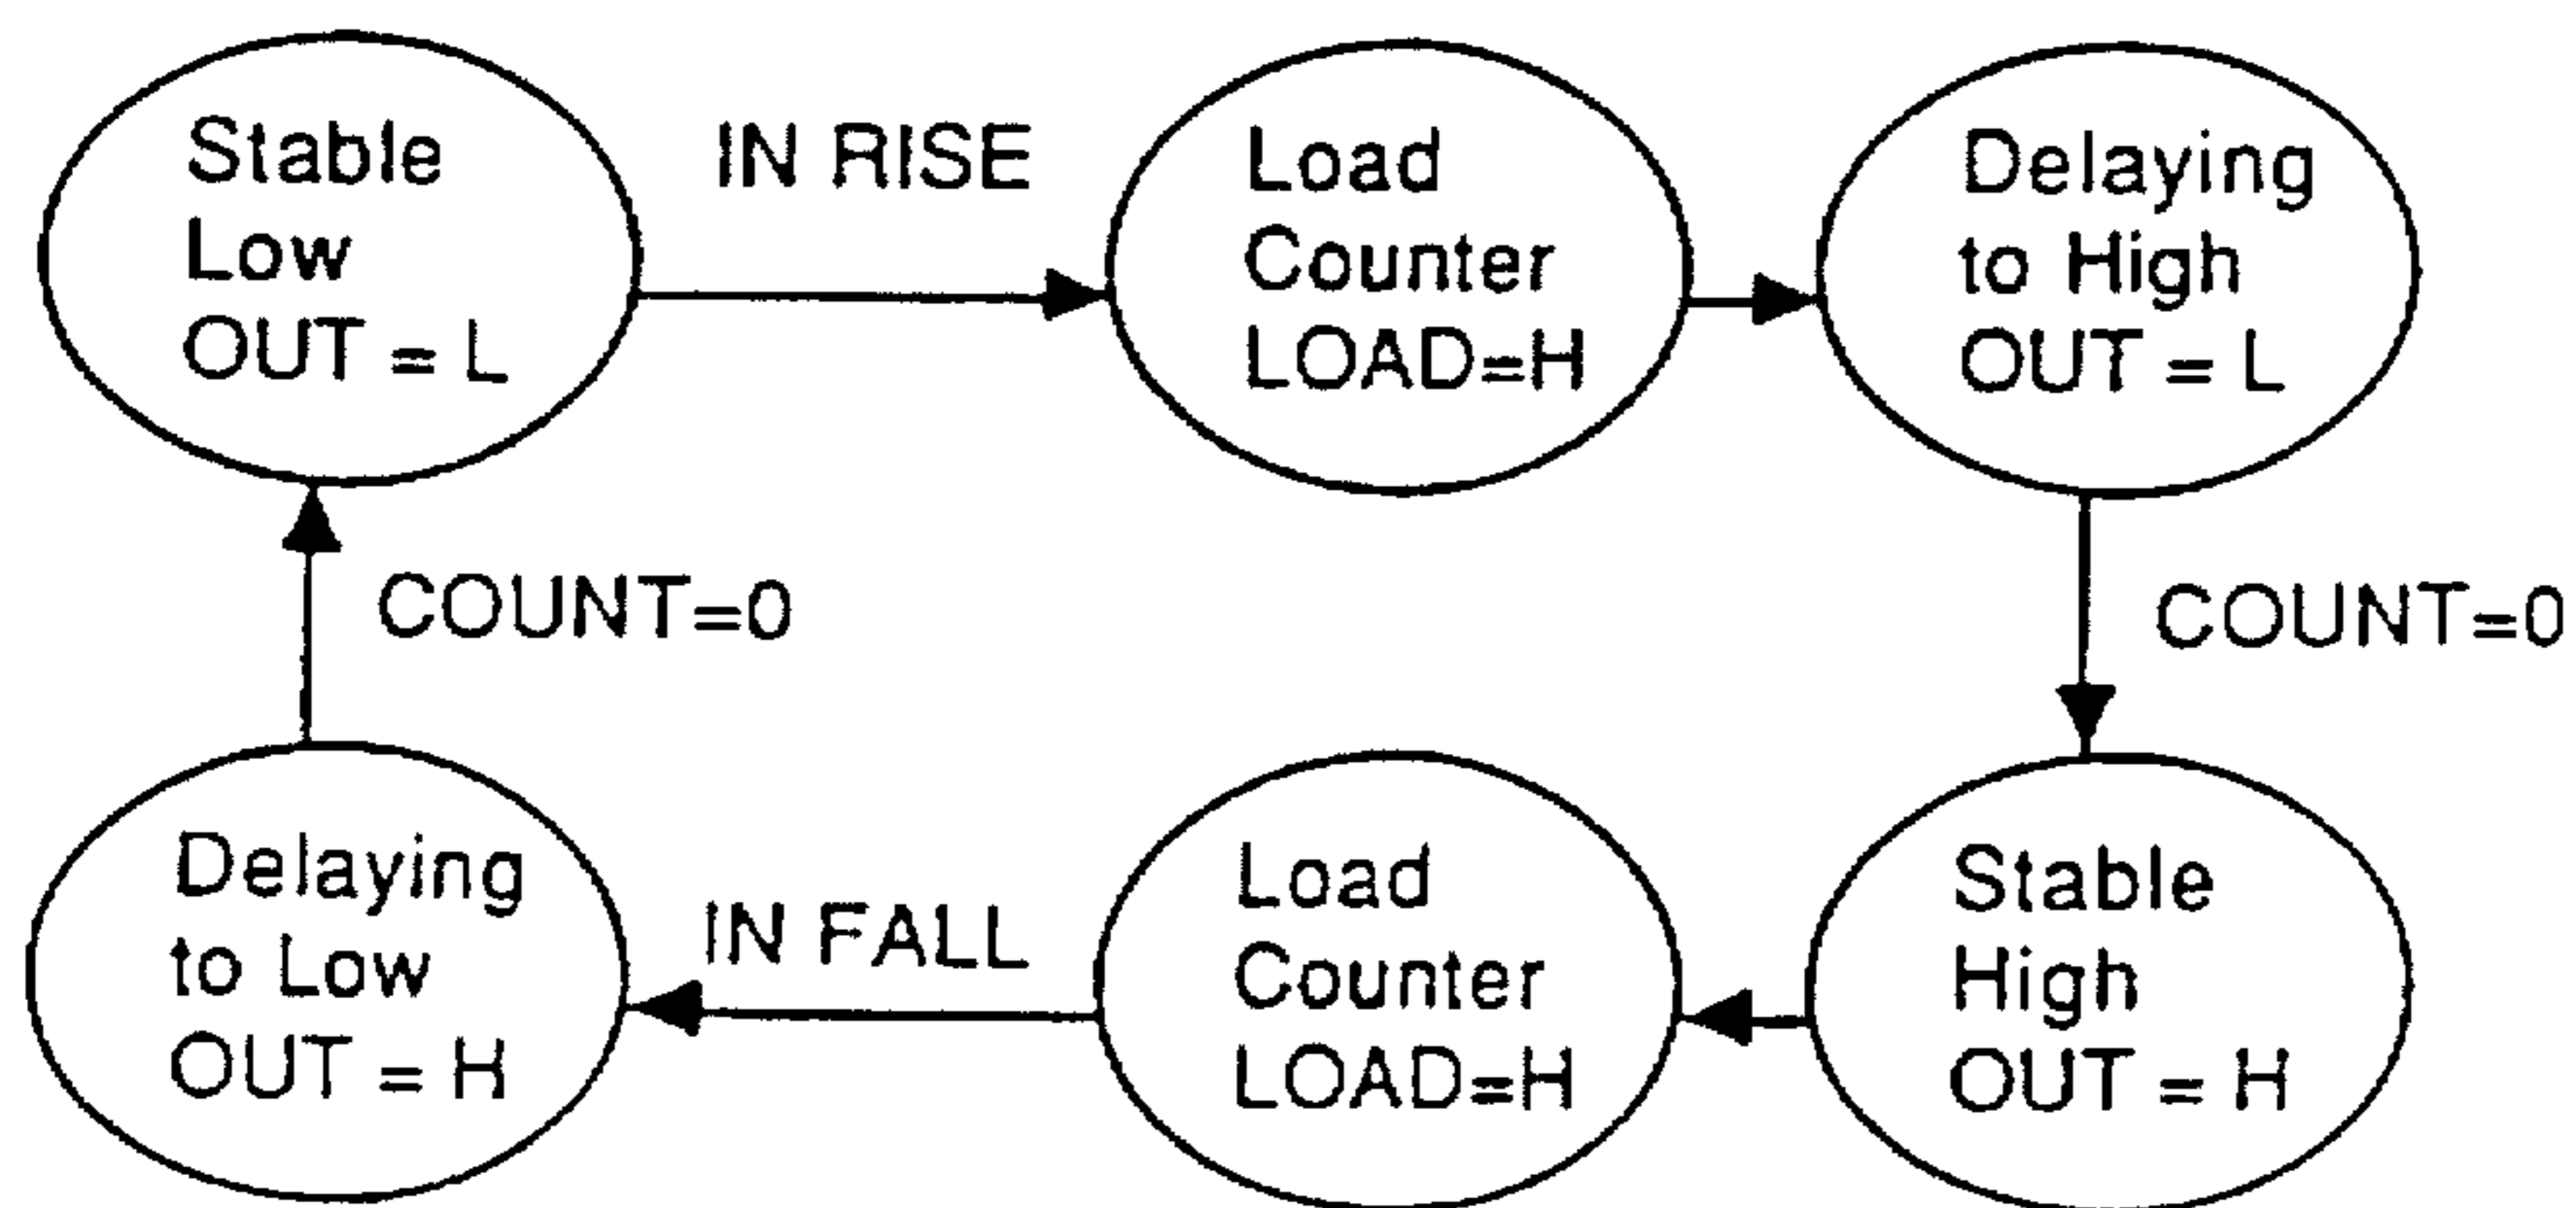 Stable
Low
OUT = L
IN RISE
Load
Counter
LOAD=H
Delaying
to High
OUT = L
COUNT=0
COUNT=0
Delaying
to Low
OUT = H
IN FALL
Load
Counter
LOAD=H
Stable
High
OUT = H